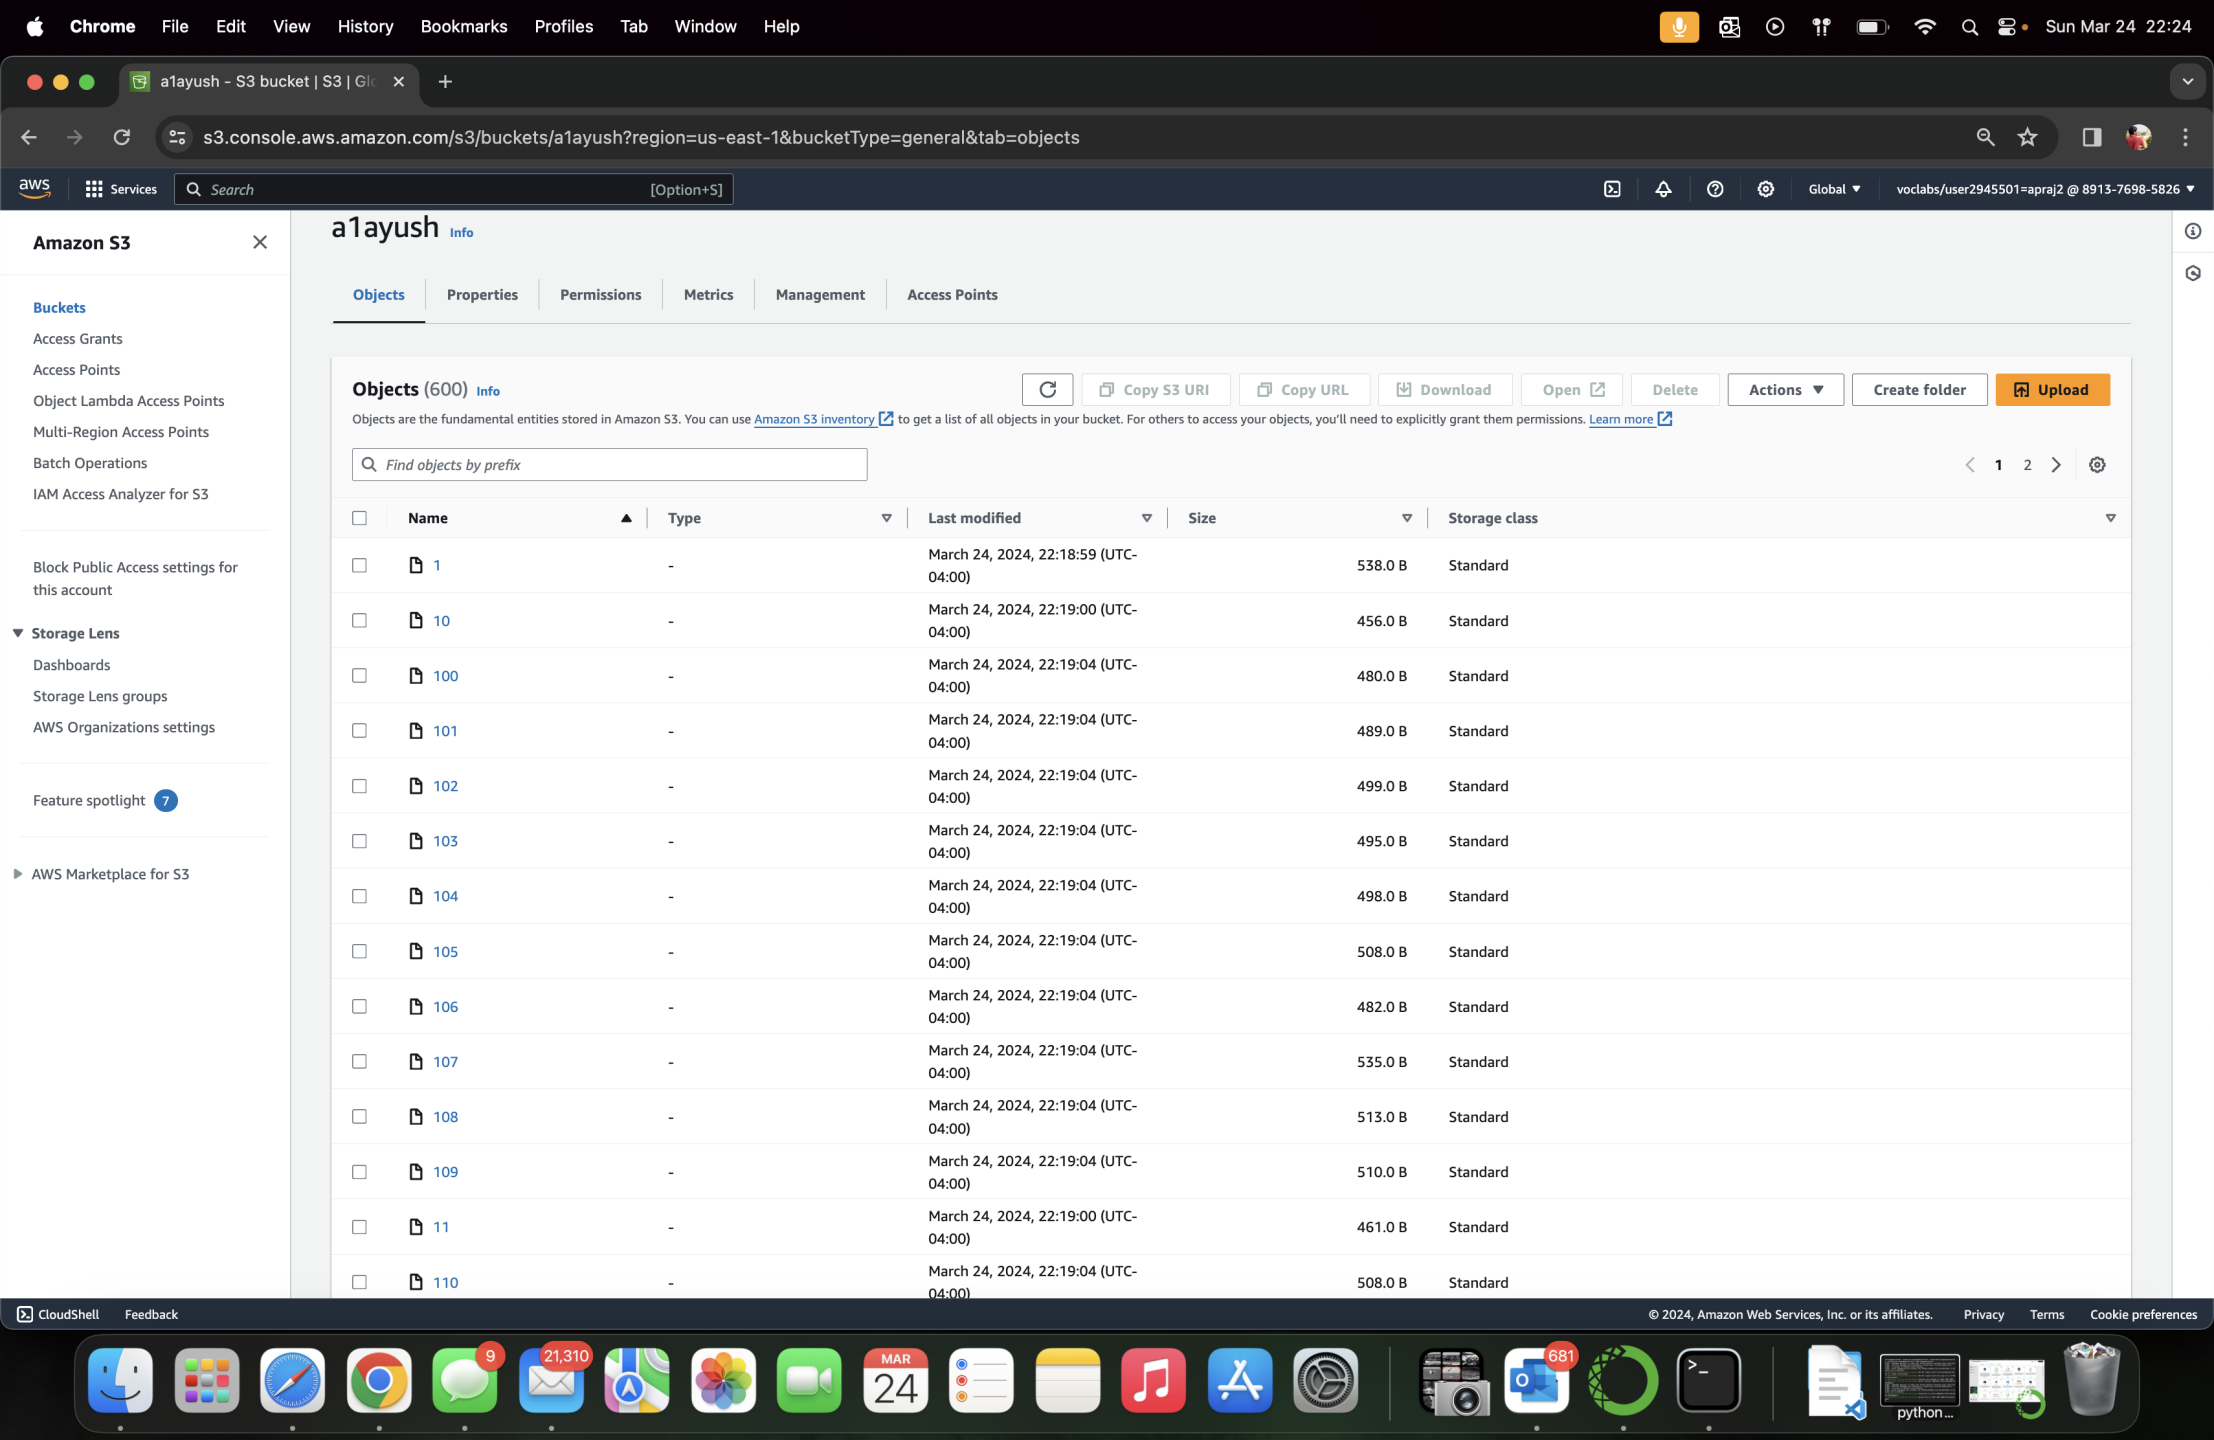 Chrome File Edit View History Bookmarks Profiles Tab Window Help Sun Mar 24 22:24
a1ayush - S3 bucket | S3 | Glo
s3.console.aws.amazon.com/s3/buckets/a1ayush?region=us-east-1&bucketType=general&tab=objects
aws Services Search [Option+S] Global voclabs/user2945501=apraj2 @ 8913-7698-5826
Amazon S3
Buckets
Access Grants
Access Points
Object Lambda Access Points
Multi-Region Access Points
Batch Operations
IAM Access Analyzer for S3
Block Public Access settings for
this account
Storage Lens
Dashboards
Storage Lens groups
AWS Organizations settings
Feature spotlight 7
AWS Marketplace for S3
a1ayush Info
Objects Properties Permissions Metrics Management Access Points
Objects (600) Info Copy S3 URI Copy URL Download Open Delete Actions Create folder Upload
Objects are the fundamental entities stored in Amazon S3. You can use Amazon S3 inventory to get a list of all objects in your bucket. For others to access your objects, you'll need to explicitly grant them permissions. Learn more
Find objects by prefix 1 2
Name Type Last modified Size Storage class
1 - March 24, 2024, 22:18:59 (UTC-04:00) 538.0 B Standard
10 - March 24, 2024, 22:19:00 (UTC-04:00) 456.0 B Standard
100 - March 24, 2024, 22:19:04 (UTC-04:00) 480.0 B Standard
101 - March 24, 2024, 22:19:04 (UTC-04:00) 489.0 B Standard
102 - March 24, 2024, 22:19:04 (UTC-04:00) 499.0 B Standard
103 - March 24, 2024, 22:19:04 (UTC-04:00) 495.0 B Standard
104 - March 24, 2024, 22:19:04 (UTC-04:00) 498.0 B Standard
105 - March 24, 2024, 22:19:04 (UTC-04:00) 508.0 B Standard
106 - March 24, 2024, 22:19:04 (UTC-04:00) 482.0 B Standard
107 - March 24, 2024, 22:19:04 (UTC-04:00) 535.0 B Standard
108 - March 24, 2024, 22:19:04 (UTC-04:00) 513.0 B Standard
109 - March 24, 2024, 22:19:04 (UTC-04:00) 510.0 B Standard
11 - March 24, 2024, 22:19:00 (UTC-04:00) 461.0 B Standard
110 - March 24, 2024, 22:19:04 (UTC-04:00) 508.0 B Standard
CloudShell Feedback © 2024, Amazon Web Services, Inc. or its affiliates. Privacy Terms Cookie preferences
9 21,310 MAR 24 681
python...